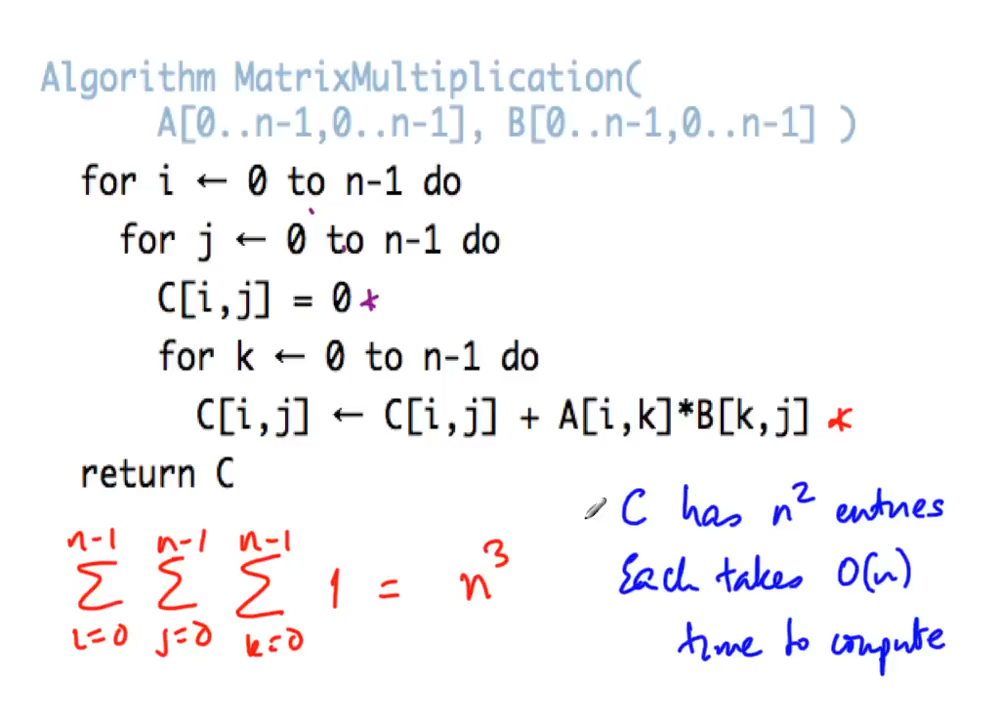 Algorithm MatrixMultiplication(
A[0..n-1,0..n-1], B[0..n-1,0..n-1] )
for i ← 0 to n-1 do
for j ← 0 to n-1 do
C[i,j] = 0 *
for k ← 0 to n-1 do
C[i,j] ← C[i,j] + A[i,k]*B[k,j] *
return C
C has n² entries
Each takes O(n)
time to compute
n-1 n-1 n-1
Σ Σ Σ 1 = n³
i=0 j=0 k=0